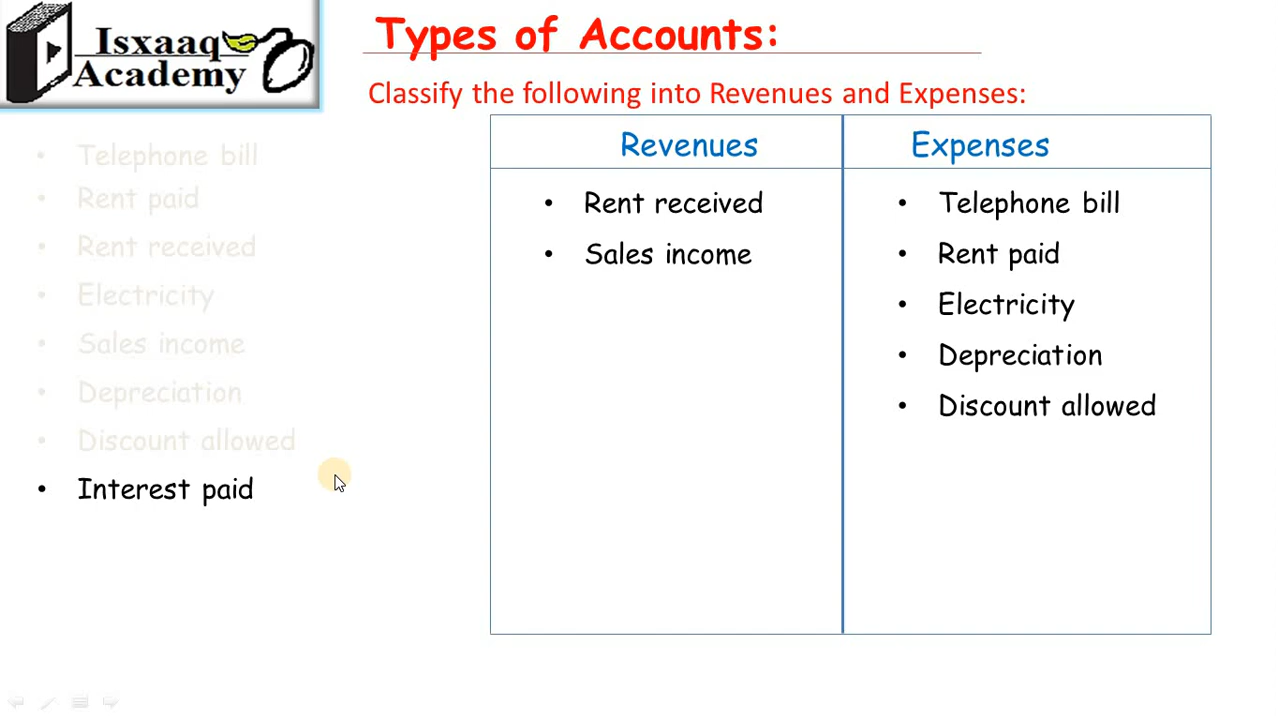 Isxaaq
Academy
Types of Accounts:
Classify the following into Revenues and Expenses:
• Telephone bill
• Rent paid
• Rent received
• Electricity
• Sales income
• Depreciation
• Discount allowed
• Interest paid
Revenues
• Rent received
• Sales income
Expenses
• Telephone bill
• Rent paid
• Electricity
• Depreciation
• Discount allowed